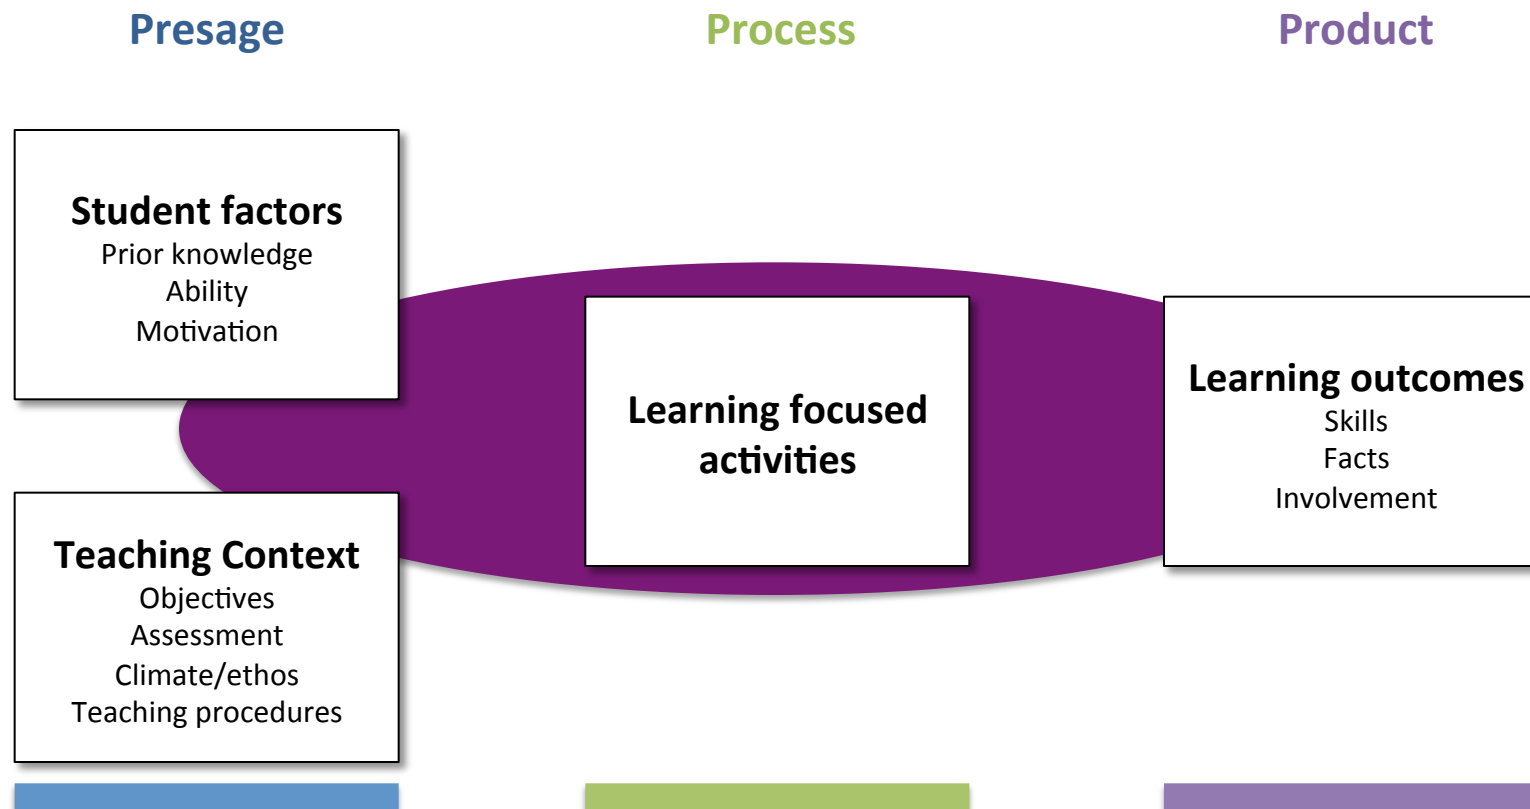 Presage
Process
Product
Student factors
Prior knowledge
Ability
Motivation
Learning focused
activities
Learning outcomes
Skills
Facts
Involvement
Teaching Context
Objectives
Assessment
Climate/ethos
Teaching procedures